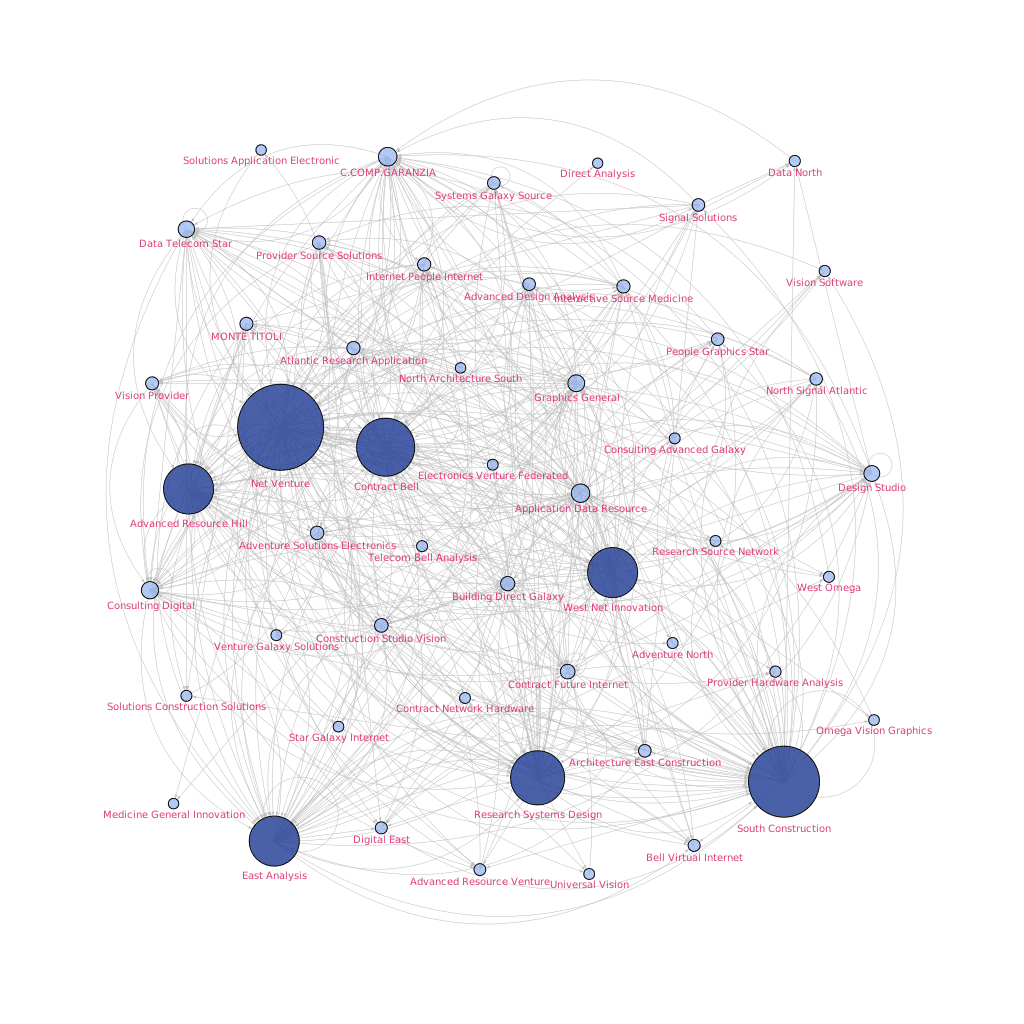 Solutions Application Electronic
C.COMP.GARANZIA
Direct Analysis
Data North
Systems Galaxy Source
Signal Solutions
Data Telecom Star
Provider Source Solutions
Internet People Internet
Vision Software
Advanced Design Analysis
Interactive Source Medicine
MONTE TITOLI
People Graphics Star
Atlantic Research Application
North Architecture South
North Signal Atlantic
Vision Provider
Graphics General
Consulting Advanced Galaxy
Electronics Venture Federated
Net Venture
Contract Bell
Design Studio
Application Data Resource
Advanced Resource Hill
Adventure Solutions Electronics
Research Source Network
Telecom Bell Analysis
West Omega
Building Direct Galaxy
Consulting Digital
West Net Innovation
Construction Studio Vision
Venture Galaxy Solutions
Adventure North
Provider Hardware Analysis
Contract Future Internet
Solutions Construction Solutions
Contract Network Hardware
Omega Vision Graphics
Star Galaxy Internet
Architecture East Construction
Medicine General Innovation
Research Systems Design
South Construction
Digital East
Bell Virtual Internet
East Analysis
Advanced Resource Venture
Universal Vision